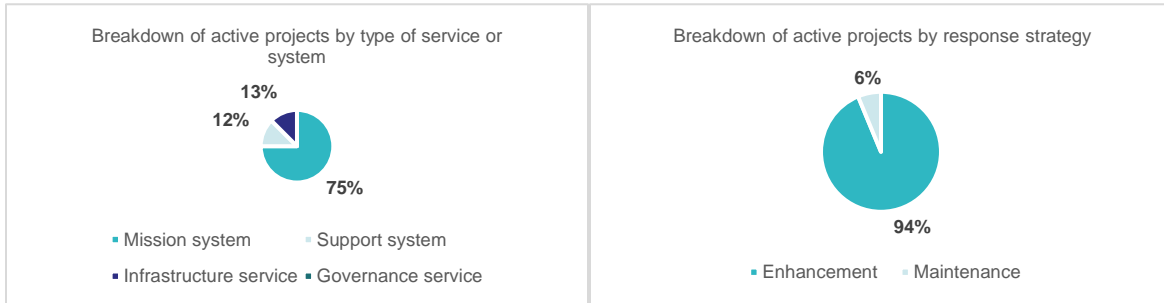 Breakdown of active projects by type of service or
system
13%
12%
75%
Mission system
Support system
Infrastructure service
Governance service
Breakdown of active projects by response strategy
6%
94%
Enhancement
Maintenance